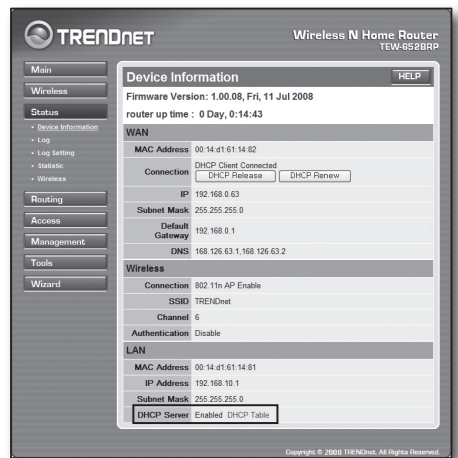 TRENDNET
Wireless N Home Router
TEW-652BRP
Main
Wireless
Status
• Device Information
• Log
• Log Setting
• Statistic
• Wireless
Routing
Access
Management
Tools
Wizard
Device Information
HELP
Firmware Version: 1.00.08, Fri, 11 Jul 2008
router up time : 0 Day, 0:14:43
WAN
MAC Address 00:14:d1:61:14:82
Connection DHCP Client Connected
DHCP Release DHCP Renew
IP 192.168.0.63
Subnet Mask 255.255.255.0
Default Gateway 192.168.0.1
DNS 168.126.63.1,168.126.63.2
Wireless
Connection 802.11n AP Enable
SSID TRENDnet
Channel 6
Authentication Disable
LAN
MAC Address 00:14:d1:61:14:81
IP Address 192.168.10.1
Subnet Mask 255.255.255.0
DHCP Server Enabled DHCP Table
Copyright © 2008 TRENDnet. All Rights Reserved.